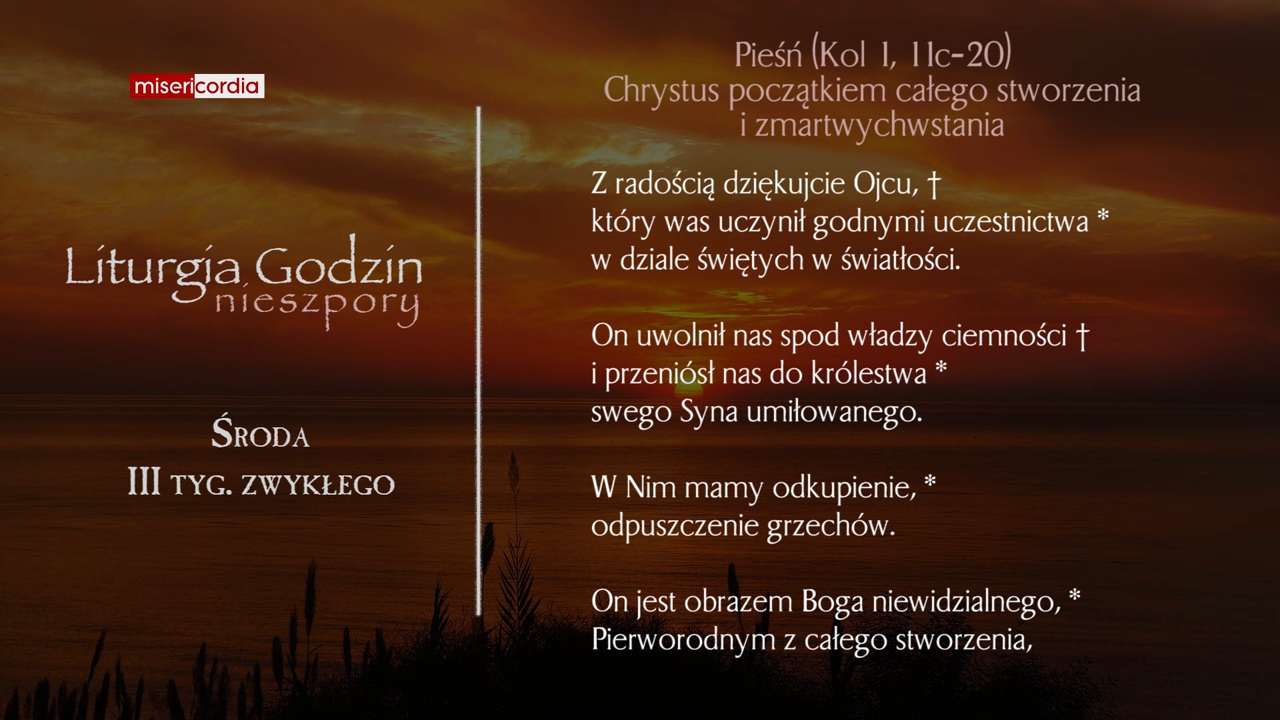 misericordia
Liturgia Godzin
nieszpory
Środa
III tyg. zwykłego
Pieśń (Kol 1, 11c-20)
Chrystus początkiem całego stworzenia
i zmartwychwstania
Z radością dziękujcie Ojcu, †
który was uczynił godnymi uczestnictwa *
w dziale świętych w światłości.
On uwolnił nas spod władzy ciemności †
i przeniósł nas do królestwa *
swego Syna umiłowanego.
W Nim mamy odkupienie, *
odpuszczenie grzechów.
On jest obrazem Boga niewidzialnego, *
Pierworodnym z całego stworzenia,